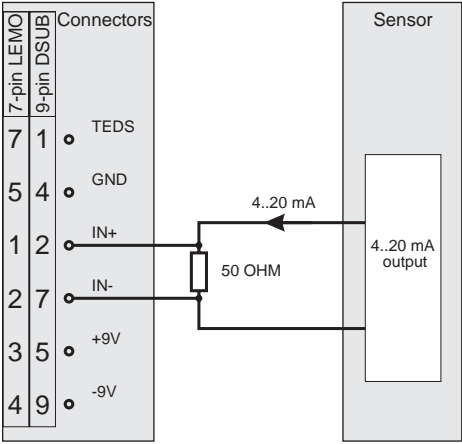 7-pin LEMO
9-pin DSUB
Connectors
Sensor
7 1 TEDS
5 4 GND
1 2 IN+
2 7 IN-
3 5 +9V
4 9 -9V
4..20 mA
50 OHM
4..20 mA
output